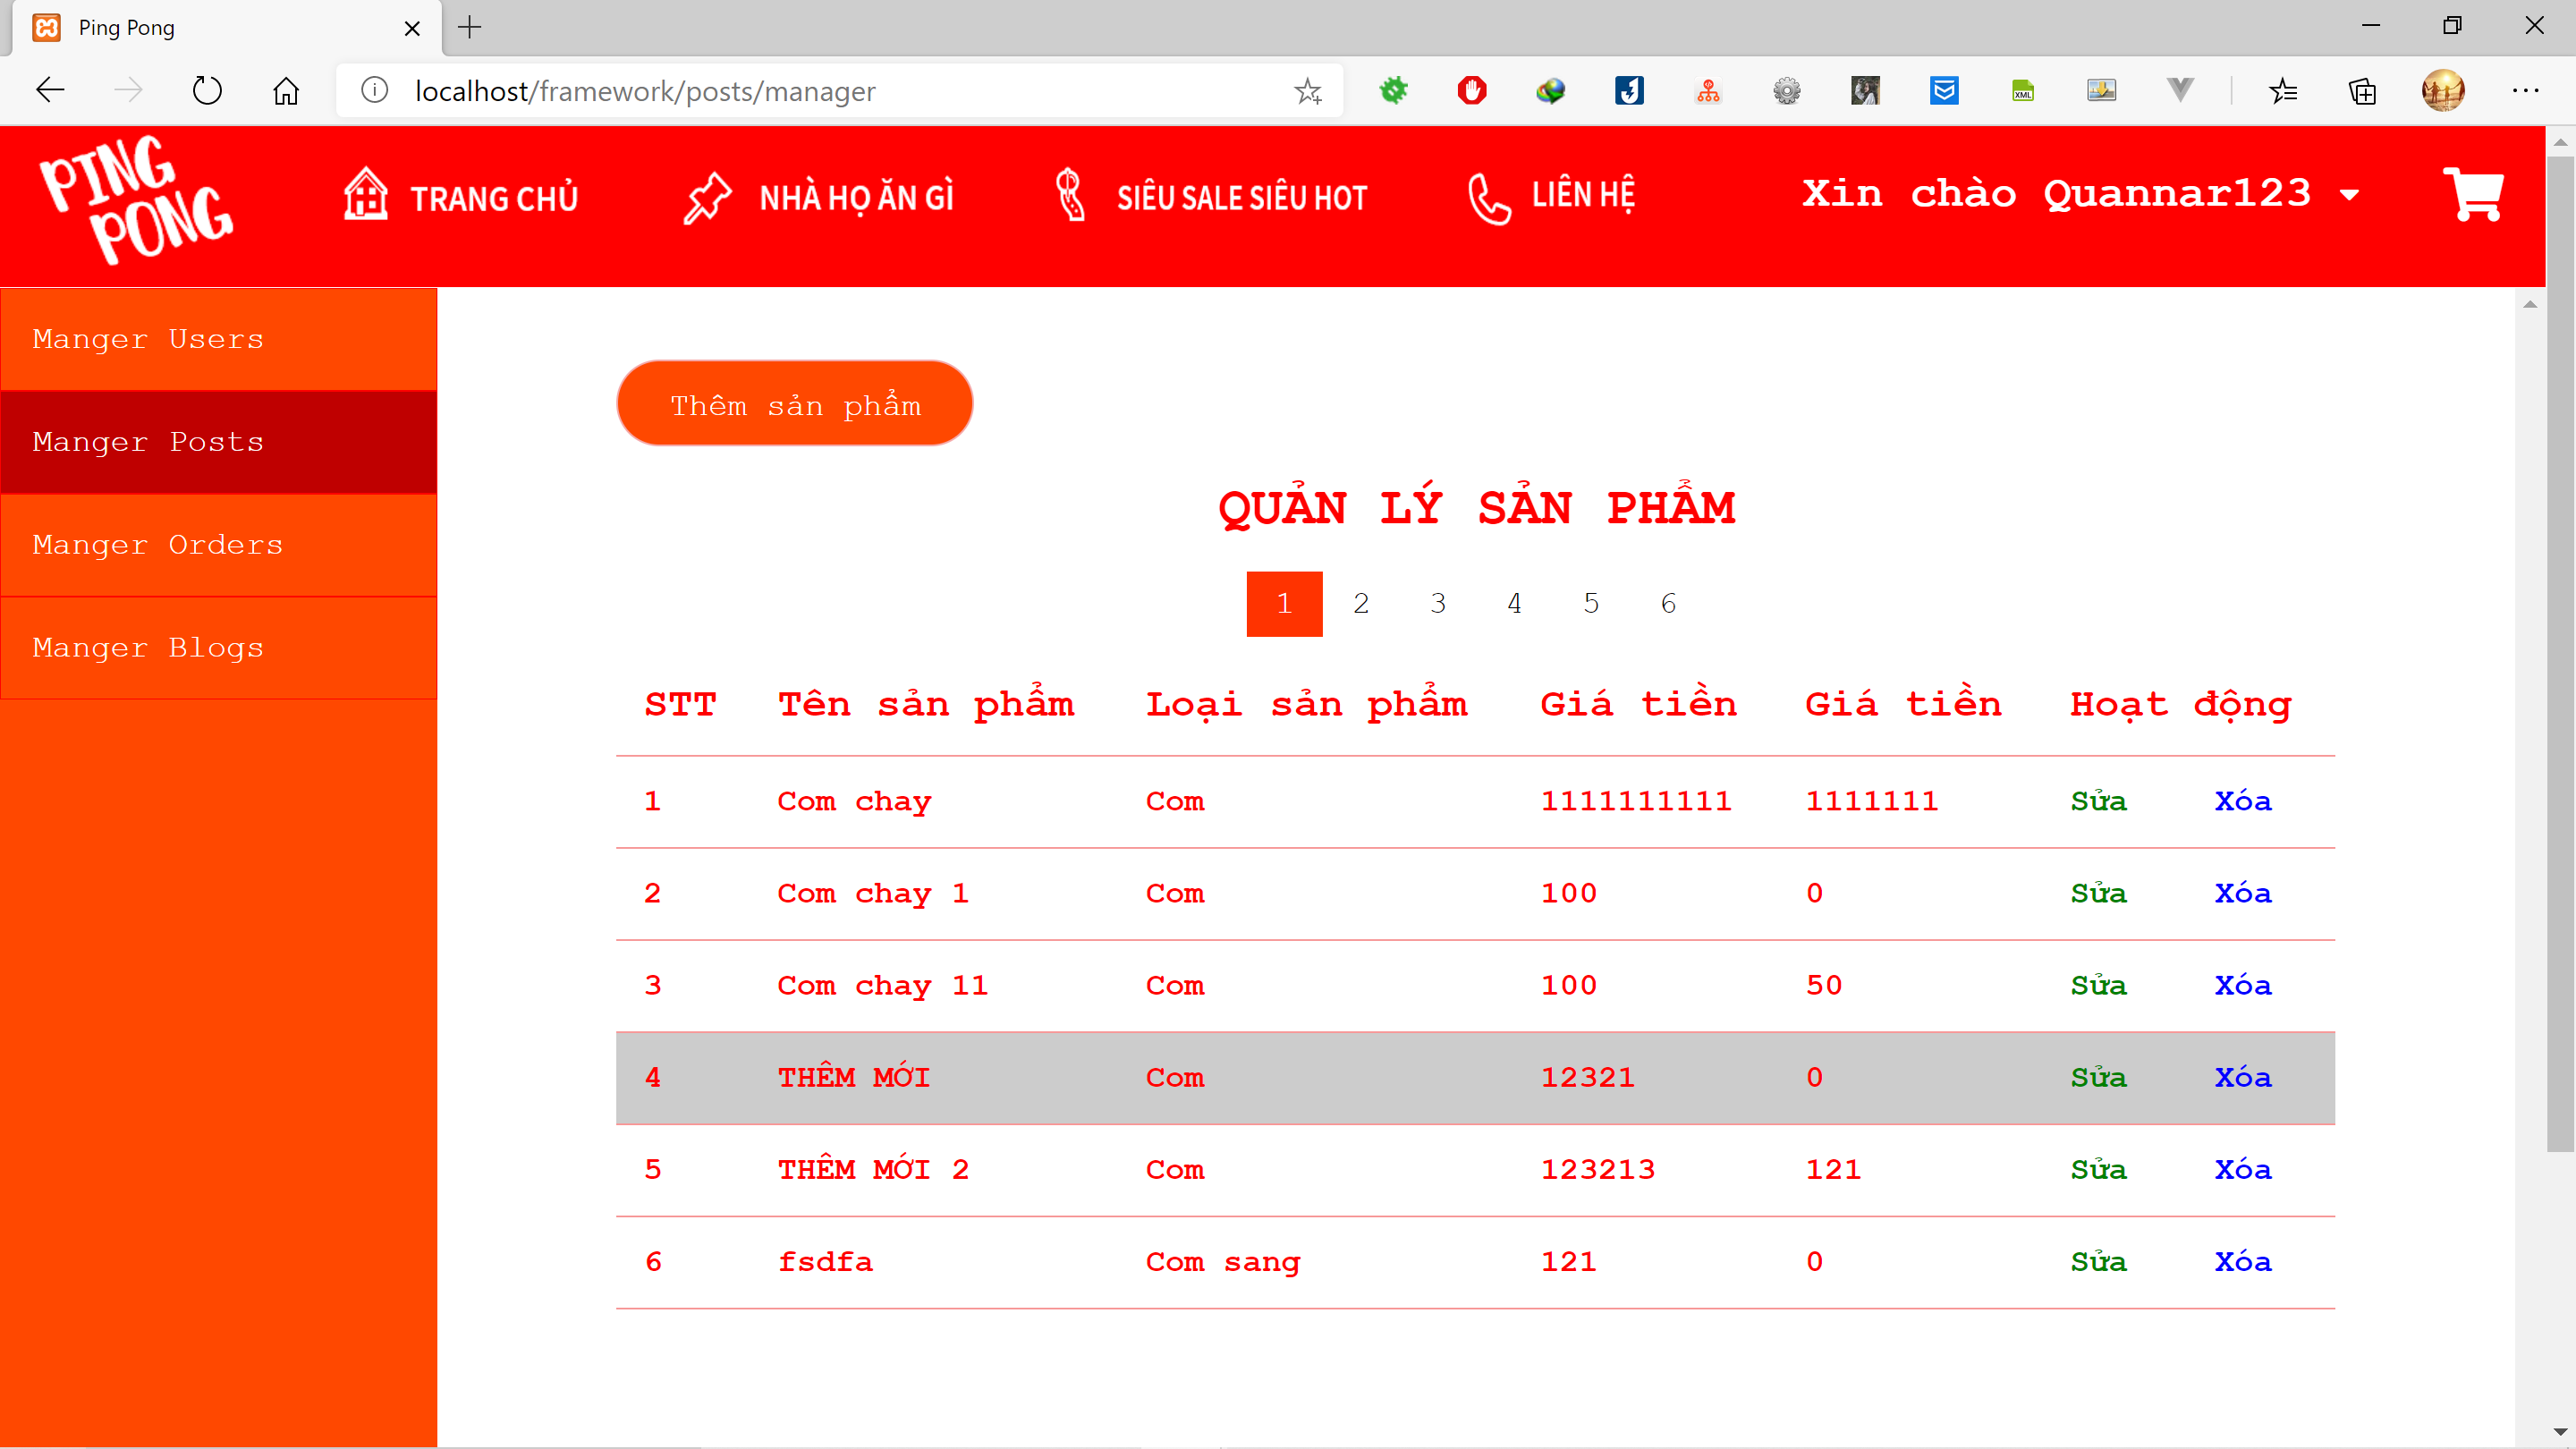 Ping Pong
localhost/framework/posts/manager
XML
PING PONG
TRANG CHỦ
NHÀ HỌ ĂN GÌ
SIÊU SALE SIÊU HOT
LIÊN HỆ
Xin chào Quannar123
Manger Users
Manger Posts
Manger Orders
Manger Blogs
Thêm sản phẩm
QUẢN LÝ SẢN PHẨM
1 2 3 4 5 6
STT Tên sản phẩm Loại sản phẩm Giá tiền Giá tiền Hoạt động
1 Com chay Com 1111111111 1111111 Sửa Xóa
2 Com chay 1 Com 100 0 Sửa Xóa
3 Com chay 11 Com 100 50 Sửa Xóa
4 THÊM MỚI Com 12321 0 Sửa Xóa
5 THÊM MỚI 2 Com 123213 121 Sửa Xóa
6 fsdfa Com sang 121 0 Sửa Xóa